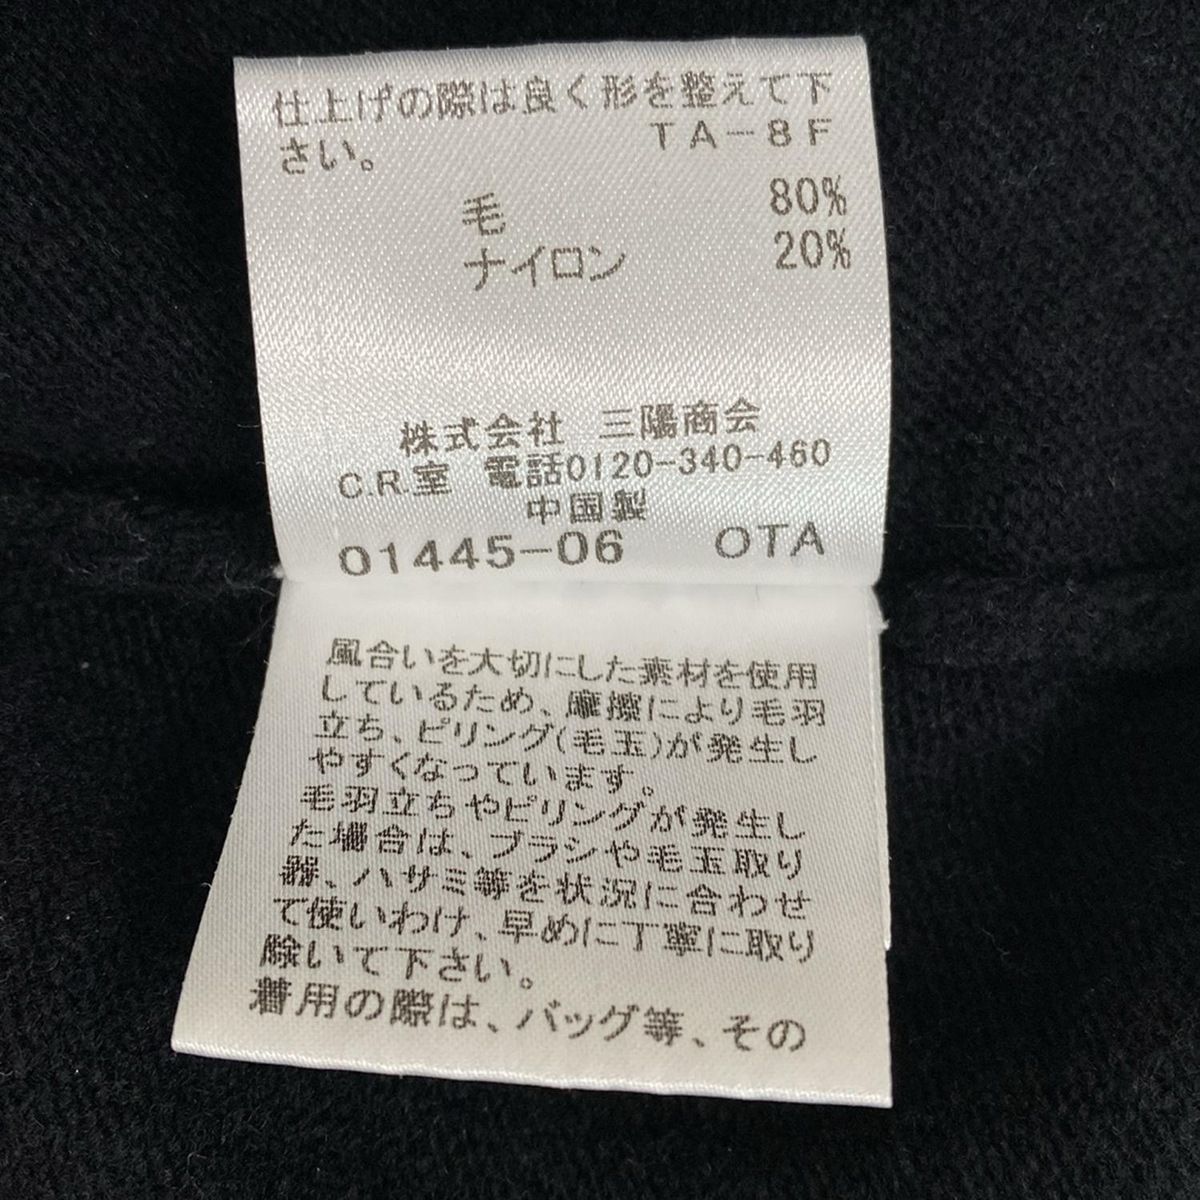 仕上げの際は良く形を整えて下
さい。 TA-8F
毛 80%
ナイロン 20%
株式会社 三陽商会
C.R.室 電話0120-340-460
中国製
01445-06 OTA
風合いを大切にした素材を使用
しているため、摩擦により毛羽
立ち、ピリング(毛玉)が発生し
やすくなっています。
毛羽立ちやピリングが発生し
た場合は、ブラシや毛玉取り
器、ハサミ等を状況に合わせ
て使いわけ、早めに丁寧に取り
除いて下さい。
着用の際は、バッグ等、その